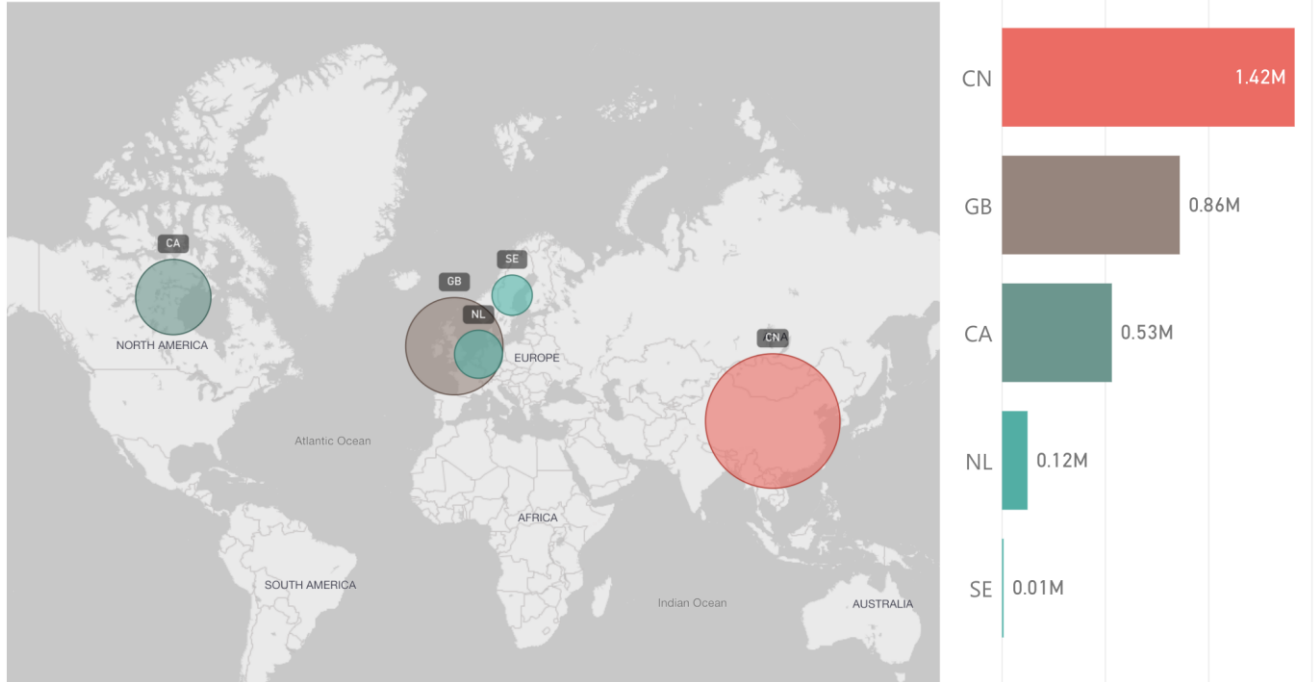 CA
SE
GB
NL
CN
NORTH AMERICA
EUROPE
Atlantic Ocean
AFRICA
SOUTH AMERICA
Indian Ocean
AUSTRALIA
CN 1.42M
GB 0.86M
CA 0.53M
NL 0.12M
SE 0.01M